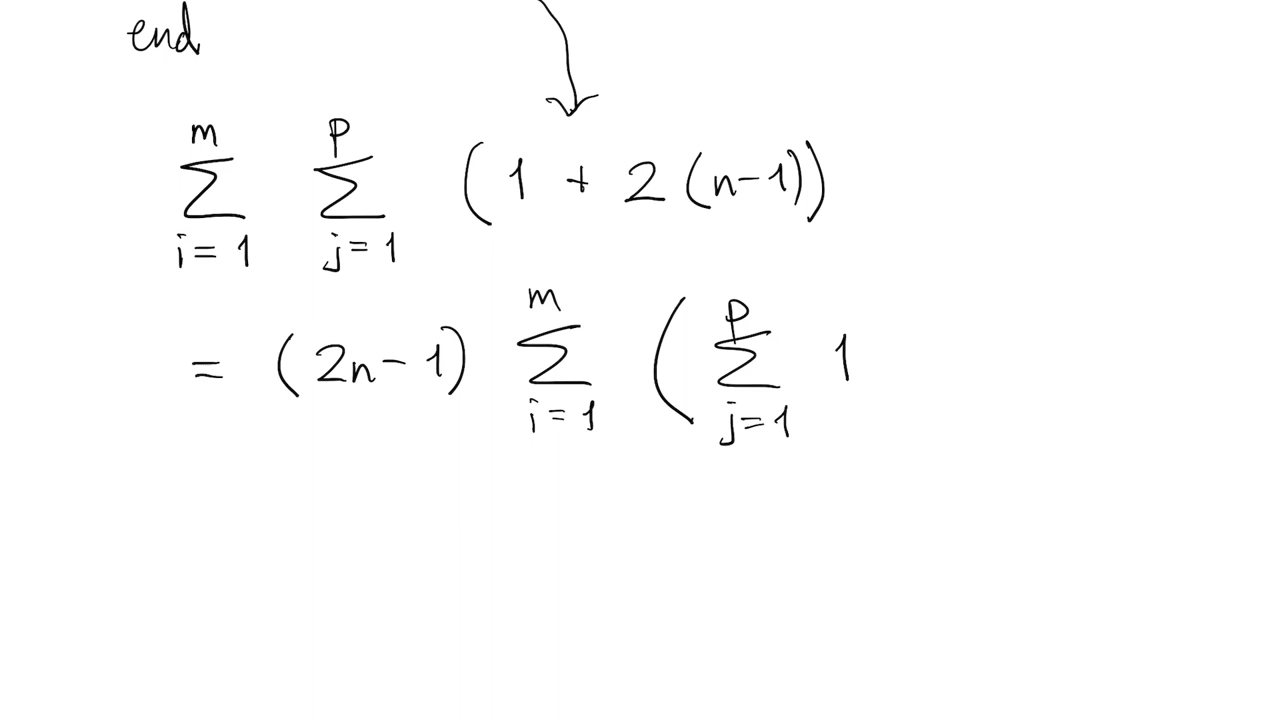 end
m p
∑ ∑ (1 + 2(n-1))
i=1 j=1
m p
= (2n-1) ∑ ( ∑ 1
i=1 j=1